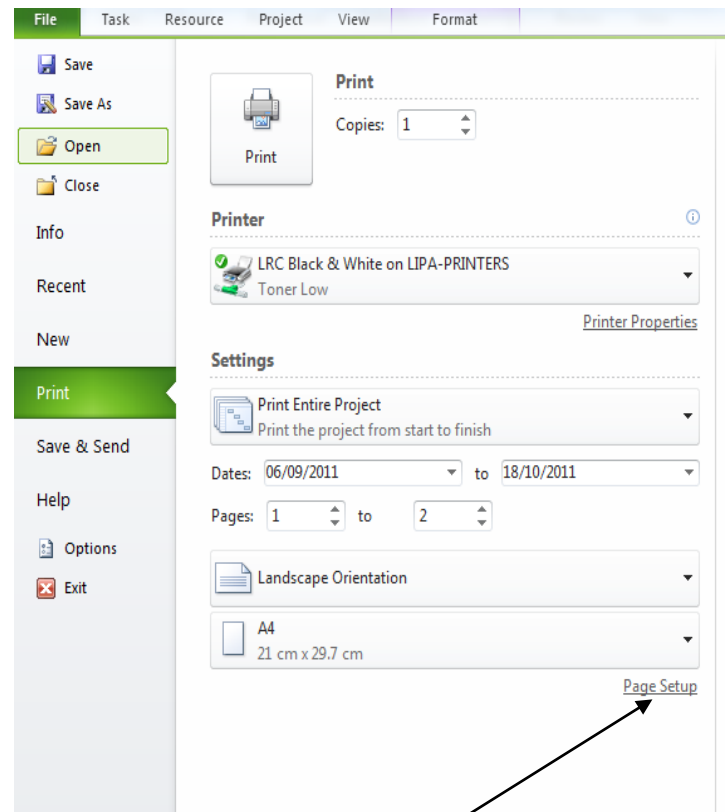 File Task Resource Project View Format
Save
Save As
Open
Close
Info
Recent
New
Print
Save & Send
Help
Options
Exit
Print
Print
Copies: 1
Printer
LRC Black & White on LIPA-PRINTERS
Toner Low
Printer Properties
Settings
Print Entire Project
Print the project from start to finish
Dates: 06/09/2011 to 18/10/2011
Pages: 1 to 2
Landscape Orientation
A4
21 cm x 29.7 cm
Page Setup